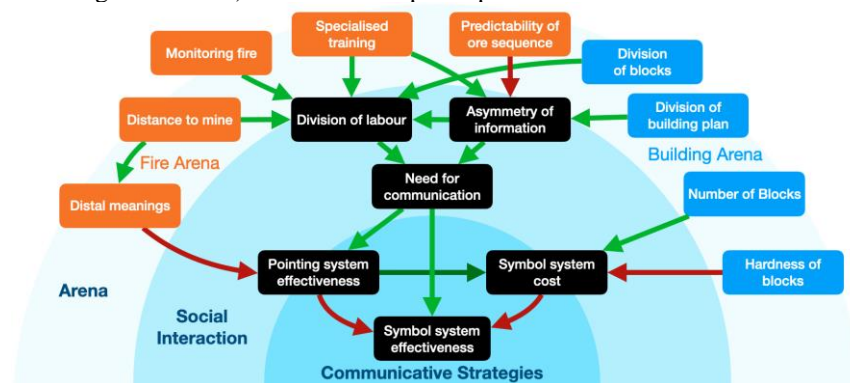 Specialised
training
Predictability of
ore sequence
Monitoring fire
Division
of blocks
Distance to mine
Division of labour
Asymmetry of
information
Division of
building plan
Fire Arena
Building Arena
Need for
communication
Distal meanings
Number of Blocks
Pointing system
effectiveness
Symbol system
cost
Hardness of
blocks
Arena
Social
Interaction
Symbol system
effectiveness
Communicative Strategies